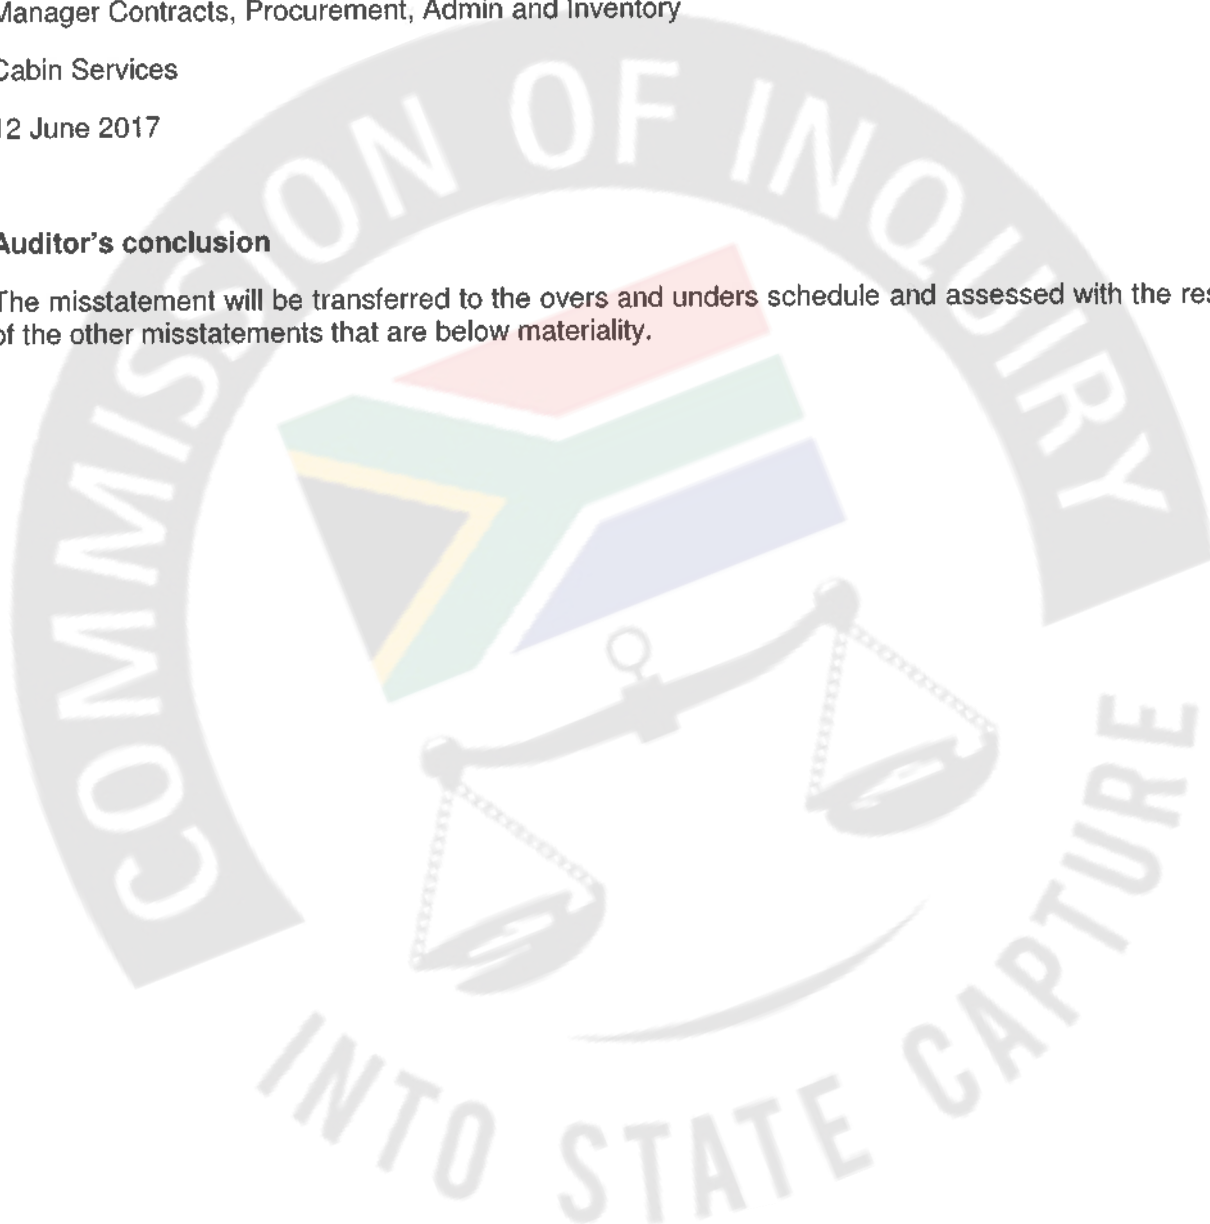 Manager Contracts, Procurement, Admin and Inventory
Cabin Services
12 June 2017
Auditor's conclusion
The misstatement will be transferred to the overs and unders schedule and assessed with the res
of the other misstatements that are below materiality.
COMMISSION OF INQUIRY
INTO STATE CAPTURE